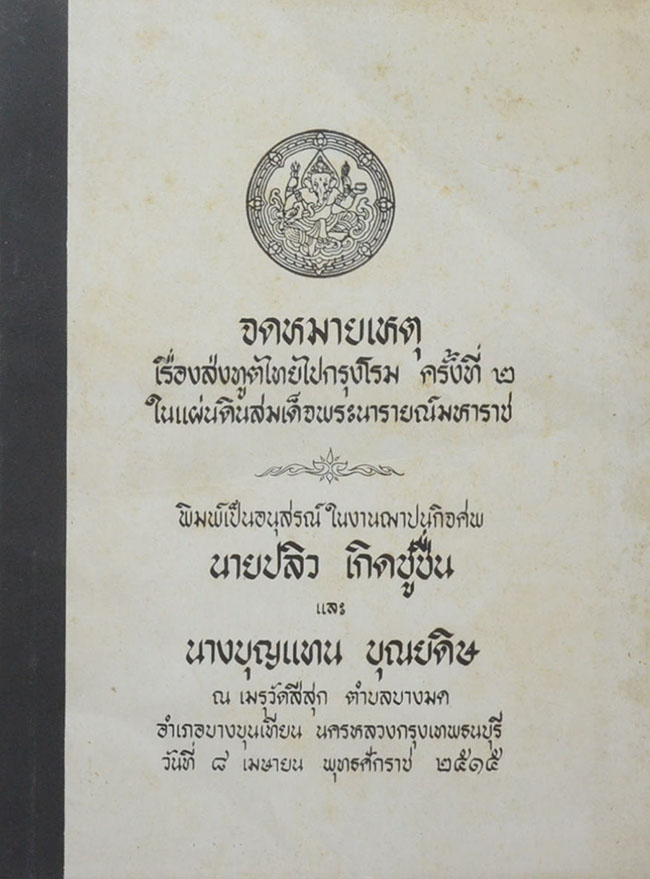 จดหมายเหตุ
เรื่องส่งทูตไทยไปกรุงโรม ครั้งที่ ๒
ในแผ่นดินสมเด็จพระนารายณ์มหาราช
พิมพ์เป็นอนุสรณ์ ในงานฌาปนกิจศพ
นายปลิว เกิดชูชื่น
และ
นางบุญแทน บุณยดิษ
ณ เมรุวัดสีสุก ตำบลบางมด
อำเภอบางขุนเทียน นครหลวงกรุงเทพธนบุรี
วันที่ ๘ เมษายน พุทธศักราช ๒๕๑๕